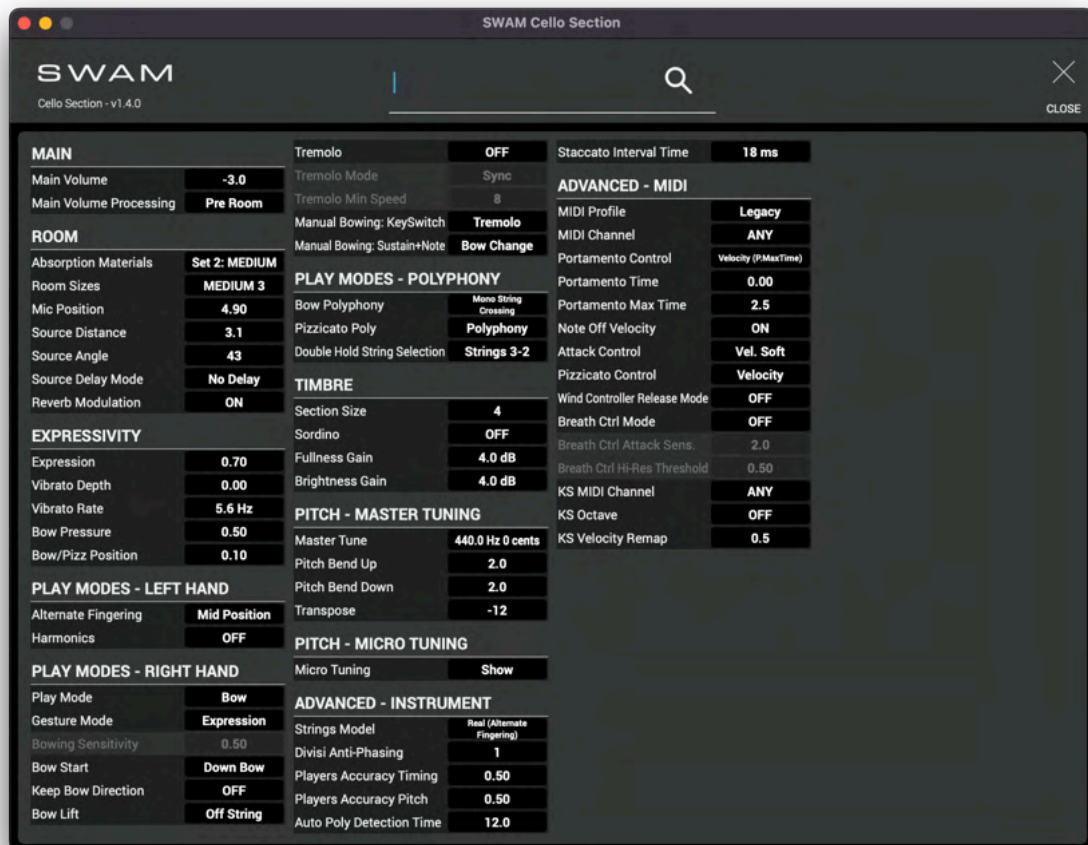 SWAM Cello Section
SWAM
Cello Section - v1.4.0
CLOSE
MAIN
Main Volume -3.0
Main Volume Processing Pre Room
ROOM
Absorption Materials Set 2: MEDIUM
Room Sizes MEDIUM 3
Mic Position 4.90
Source Distance 3.1
Source Angle 43
Source Delay Mode No Delay
Reverb Modulation ON
EXPRESSIVITY
Expression 0.70
Vibrato Depth 0.00
Vibrato Rate 5.6 Hz
Bow Pressure 0.50
Bow/Pizz Position 0.10
PLAY MODES - LEFT HAND
Alternate Fingering Mid Position
Harmonics OFF
PLAY MODES - RIGHT HAND
Play Mode Bow
Gesture Mode Expression
Bowing Sensitivity 0.50
Bow Start Down Bow
Keep Bow Direction OFF
Bow Lift Off String
Tremolo OFF
Tremolo Mode Sync
Tremolo Min Speed 8
Manual Bowing: KeySwitch Tremolo
Manual Bowing: Sustain+Note Bow Change
PLAY MODES - POLYPHONY
Bow Polyphony Mono String
Crossing
Pizzicato Poly Polyphony
Double Hold String Selection Strings 3-2
TIMBRE
Section Size 4
Sordino OFF
Fullness Gain 4.0 dB
Brightness Gain 4.0 dB
PITCH - MASTER TUNING
Master Tune 440.0 Hz 0 cents
Pitch Bend Up 2.0
Pitch Bend Down 2.0
Transpose -12
PITCH - MICRO TUNING
Micro Tuning Show
ADVANCED - INSTRUMENT
Strings Model Real (Alternate
Fingering)
Divisi Anti-Phasing 1
Players Accuracy Timing 0.50
Players Accuracy Pitch 0.50
Auto Poly Detection Time 12.0
Staccato Interval Time 18 ms
ADVANCED - MIDI
MIDI Profile Legacy
MIDI Channel ANY
Portamento Control Velocity (P.MaxTime)
Portamento Time 0.00
Portamento Max Time 2.5
Note Off Velocity ON
Attack Control Vel. Soft
Pizzicato Control Velocity
Wind Controller Release Mode OFF
Breath Ctrl Mode OFF
Breath Ctrl Attack Sens. 2.0
Breath Ctrl Hi-Res Threshold 0.50
KS MIDI Channel ANY
KS Octave OFF
KS Velocity Remap 0.5